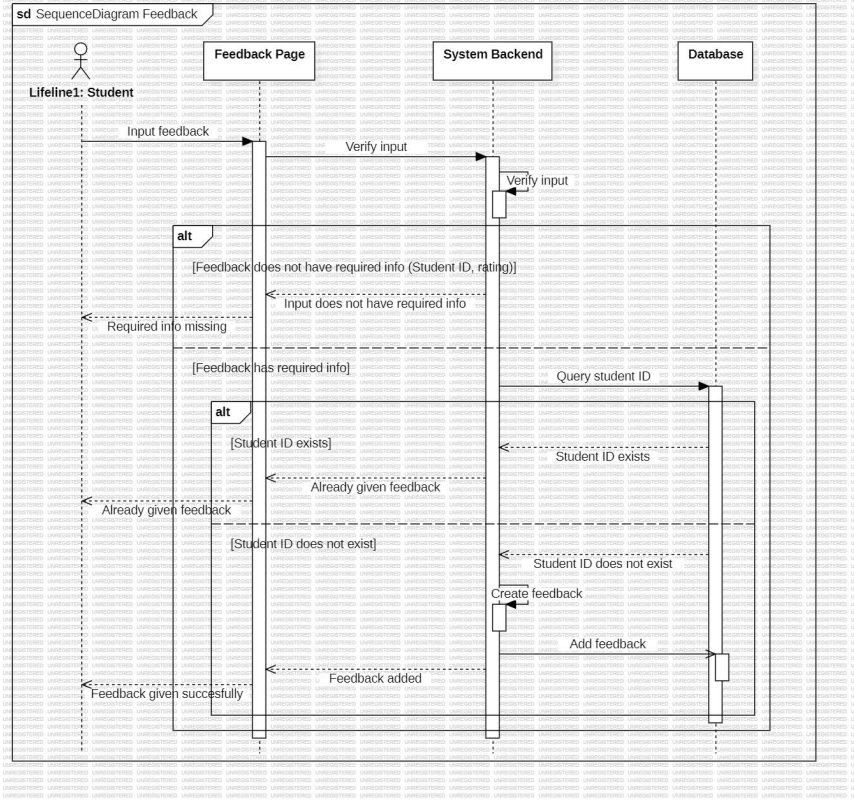 sd SequenceDiagram Feedback
Feedback Page
System Backend
Database
Lifeline1: Student
Input feedback
Verify input
Verify input
alt
[Feedback does not have required info (Student ID, rating)]
Input does not have required info
Required info missing
[Feedback has required info]
Query student ID
alt
[Student ID exists]
Student ID exists
Already given feedback
Already given feedback
[Student ID does not exist]
Student ID does not exist
Create feedback
Add feedback
Feedback added
Feedback given succesfully
UNREGISTERED